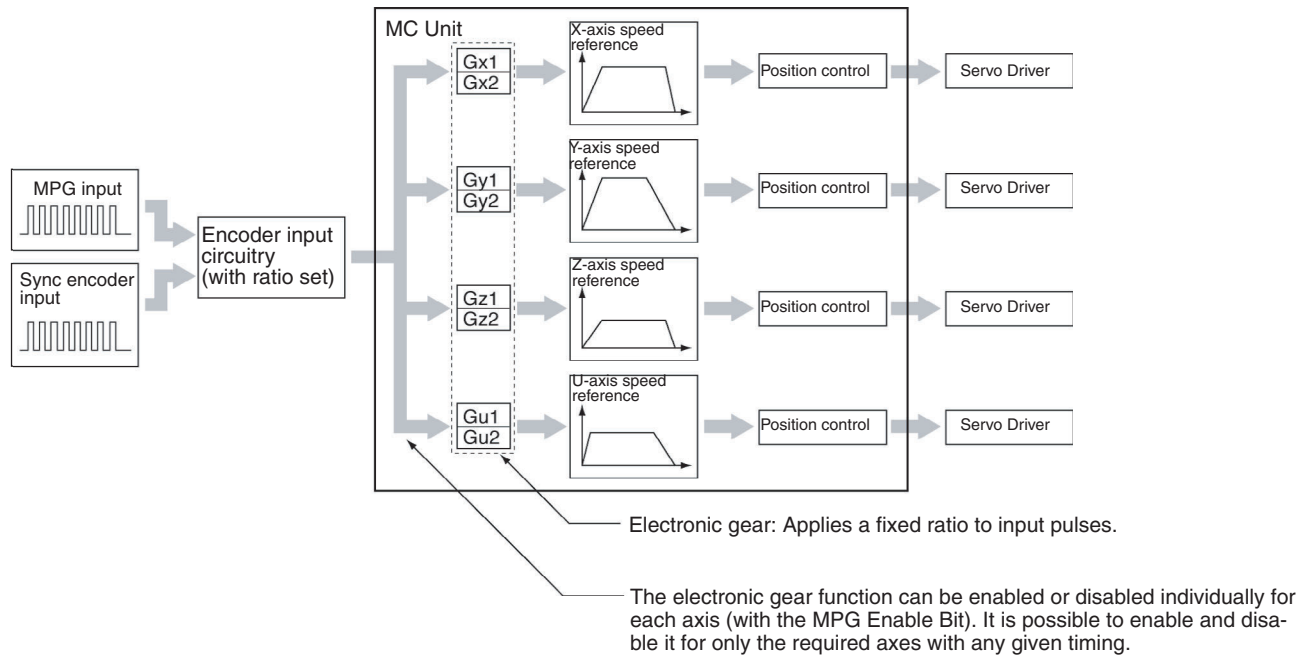 MC Unit
MPG input
Sync encoder
input
Encoder input
circuitry
(with ratio set)
Gx1
Gx2
X-axis speed
reference
Position control
Servo Driver
Gy1
Gy2
Y-axis speed
reference
Position control
Servo Driver
Gz1
Gz2
Z-axis speed
reference
Position control
Servo Driver
Gu1
Gu2
U-axis speed
reference
Position control
Servo Driver
Electronic gear: Applies a fixed ratio to input pulses.
The electronic gear function can be enabled or disabled individually for
each axis (with the MPG Enable Bit). It is possible to enable and disa-
ble it for only the required axes with any given timing.